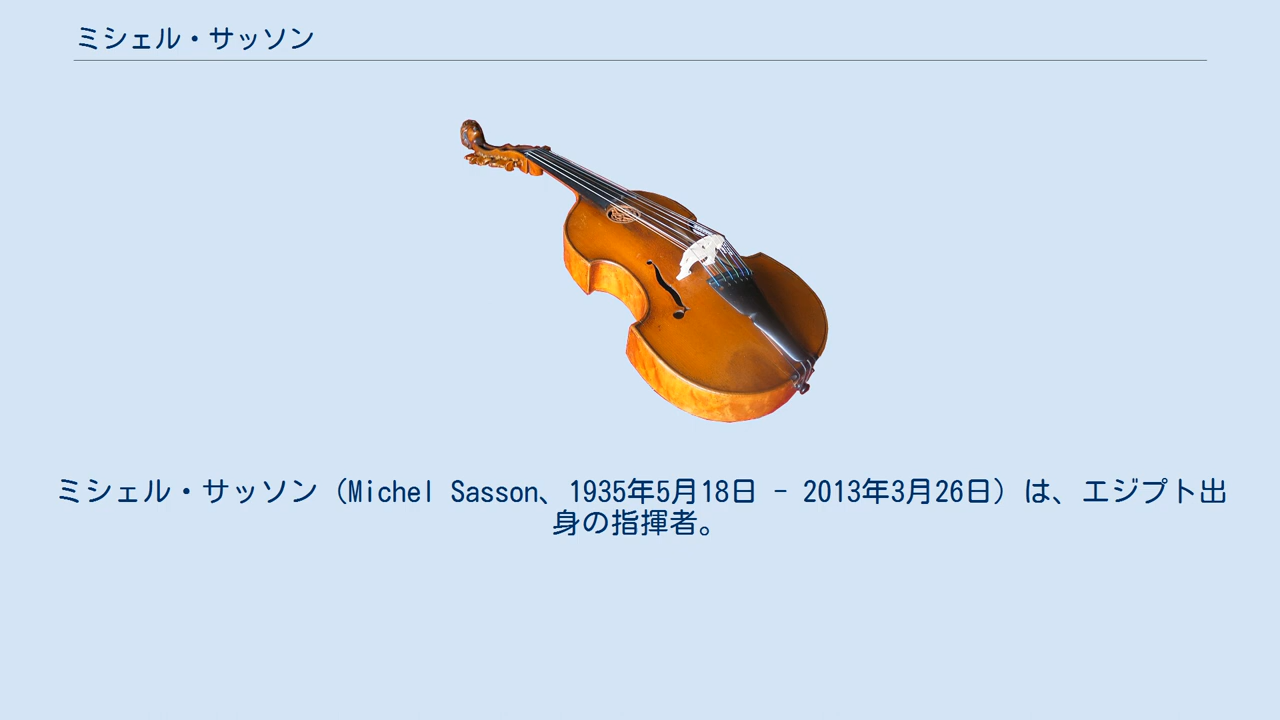 ミシェル・サッソン
ミシェル・サッソン（Michel Sasson、1935年5月18日 - 2013年3月26日）は、エジプト出
身の指揮者。